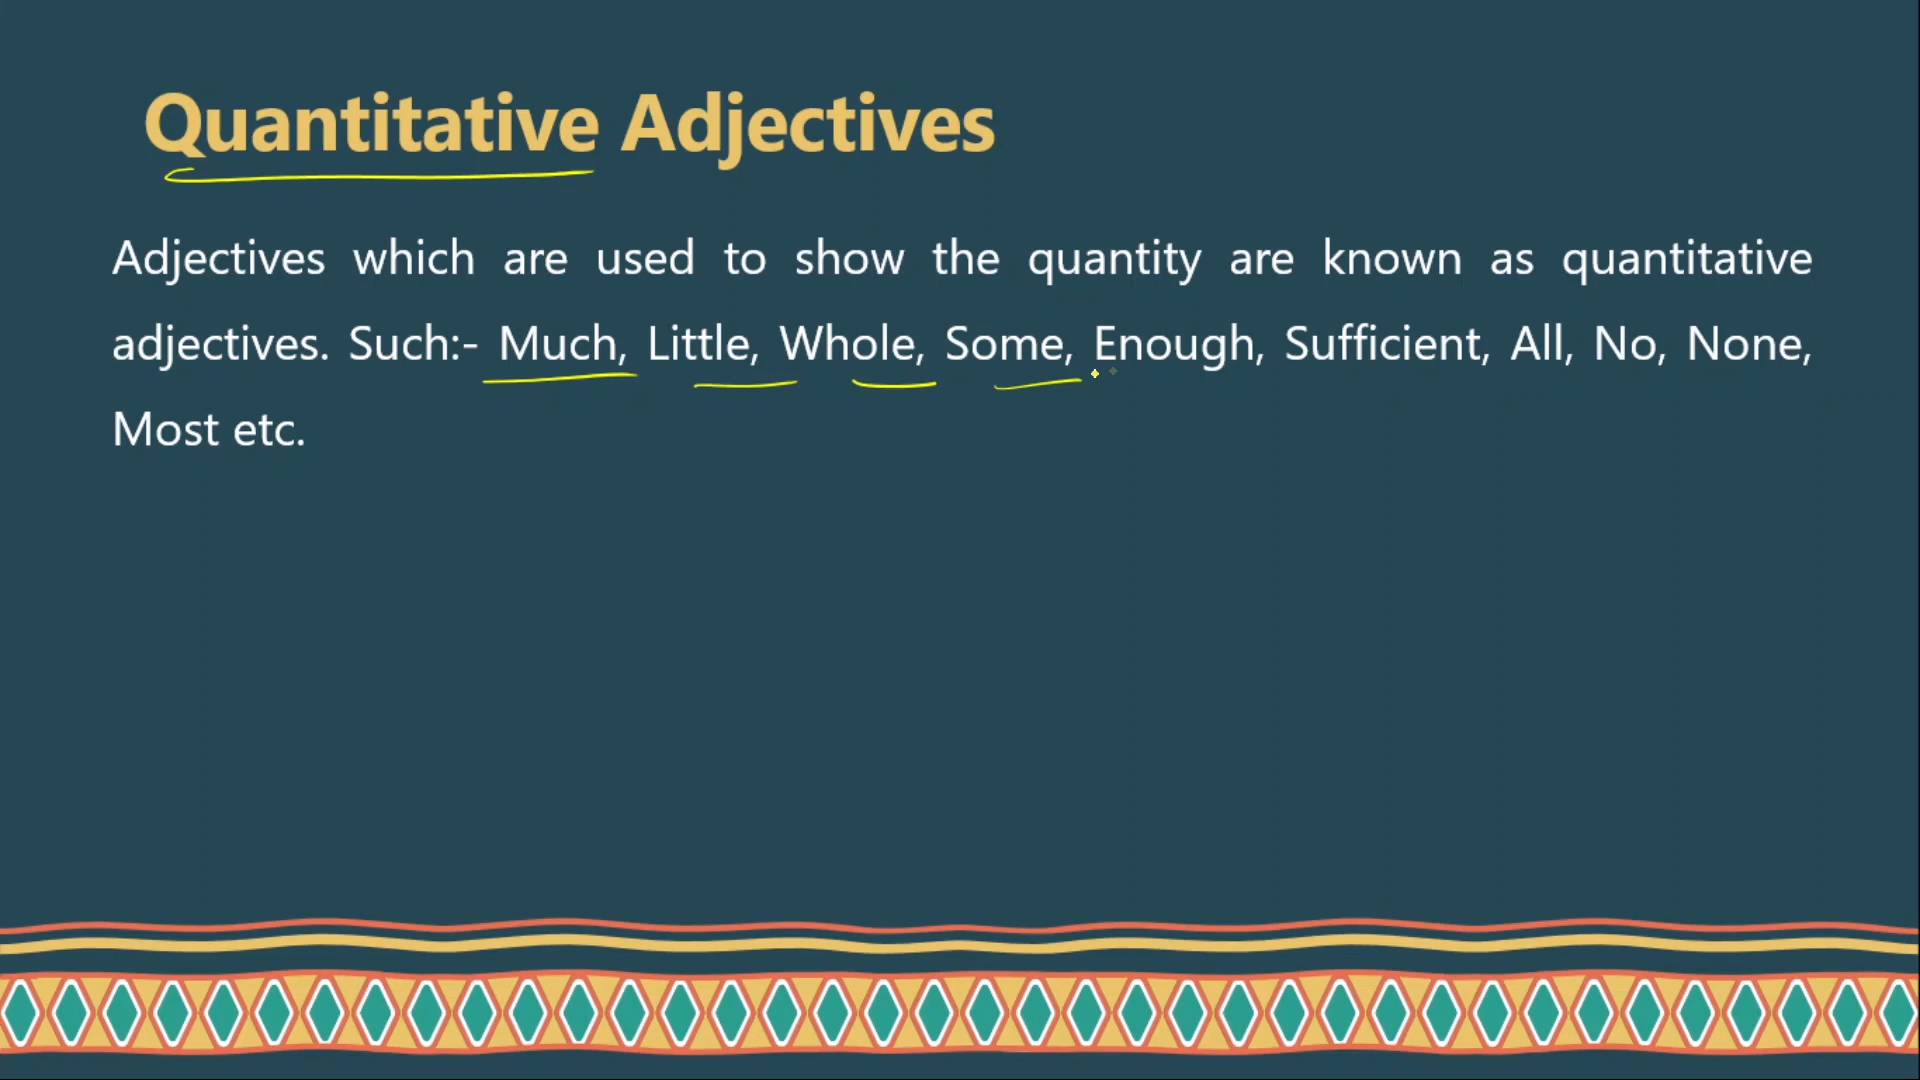 Quantitative Adjectives
Adjectives which are used to show the quantity are known as quantitative
adjectives. Such:- Much, Little, Whole, Some, Enough, Sufficient, All, No, None,
Most etc.